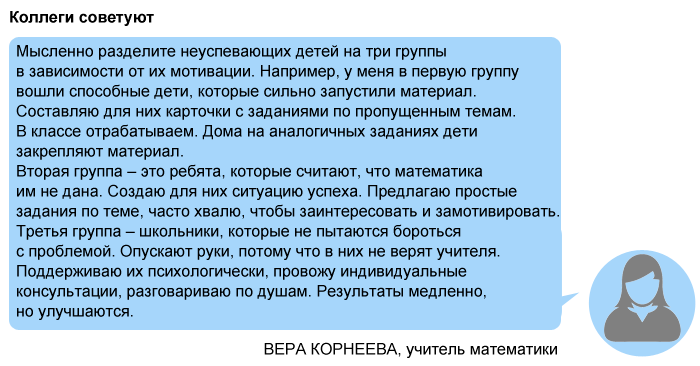 Коллеги советуют
Мысленно разделите неуспевающих детей на три группы
в зависимости от их мотивации. Например, у меня в первую группу
вошли способные дети, которые сильно запустили материал.
Составляю для них карточки с заданиями по пропущенным темам.
В классе отрабатываем. Дома на аналогичных заданиях дети
закрепляют материал.
Вторая группа – это ребята, которые считают, что математика
им не дана. Создаю для них ситуацию успеха. Предлагаю простые
задания по теме, часто хвалю, чтобы заинтересовать и замотивировать.
Третья группа – школьники, которые не пытаются бороться
с проблемой. Опускают руки, потому что в них не верят учителя.
Поддерживаю их психологически, провожу индивидуальные
консультации, разговариваю по душам. Результаты медленно,
но улучшаются.
ВЕРА КОРНЕЕВА, учитель математики